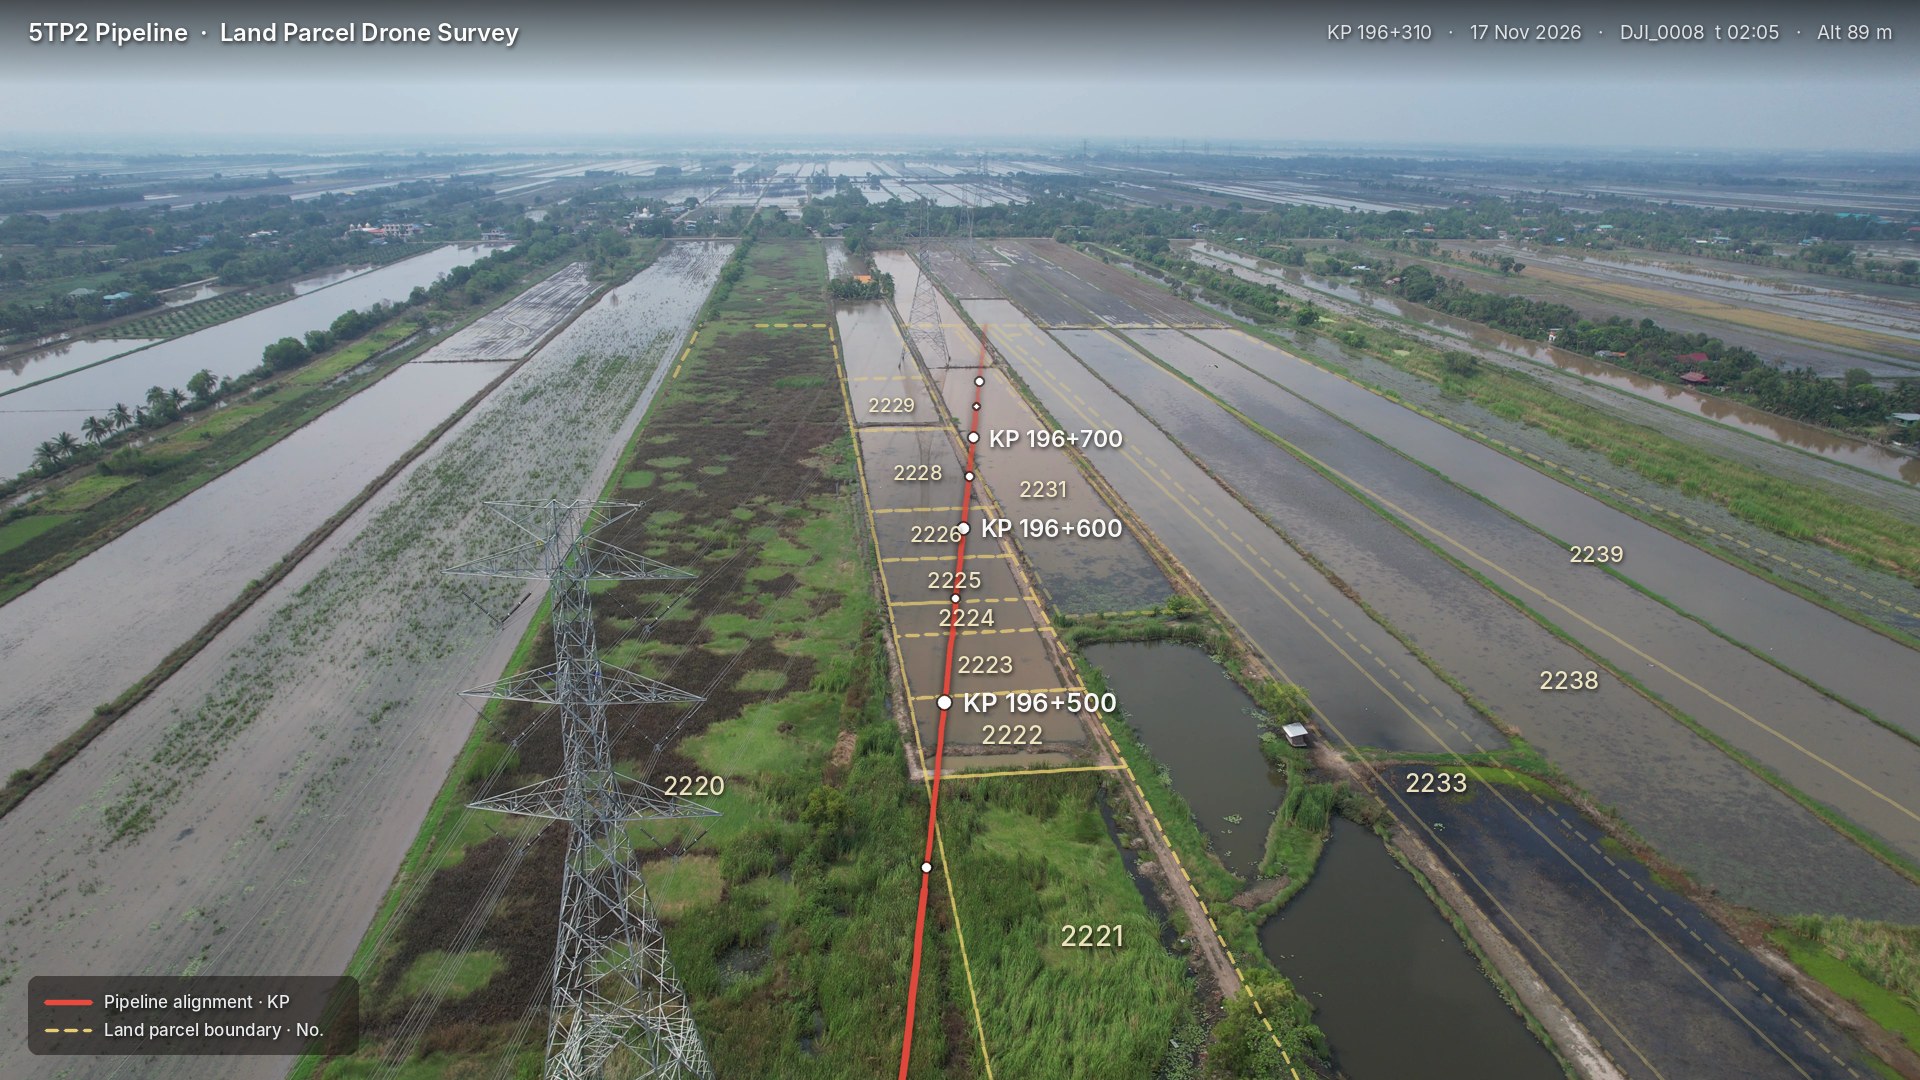 5TP2 Pipeline · Land Parcel Drone Survey
KP 196+310 · 17 Nov 2026 · DJI_0008 t 02:05 · Alt 89 m
2229
KP 196+700
2228
2231
2226
KP 196+600
2239
2225
2224
2223
2238
KP 196+500
2222
2220
2233
2221
Pipeline alignment · KP
Land parcel boundary · No.